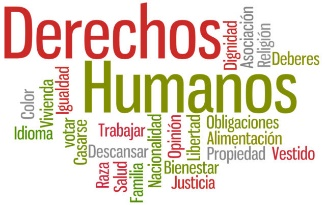 Derechos
Humanos
Dignidad
Asociación
Religión
Deberes
Color
Vivienda
Igualdad
Idioma
votar
Casarse
Trabajar
Descansar
Raza
Salud
Familia
Nacionalidad
Opinión
Libertad
Obligaciones
Alimentación
Propiedad
Vestido
Bienestar
Justicia